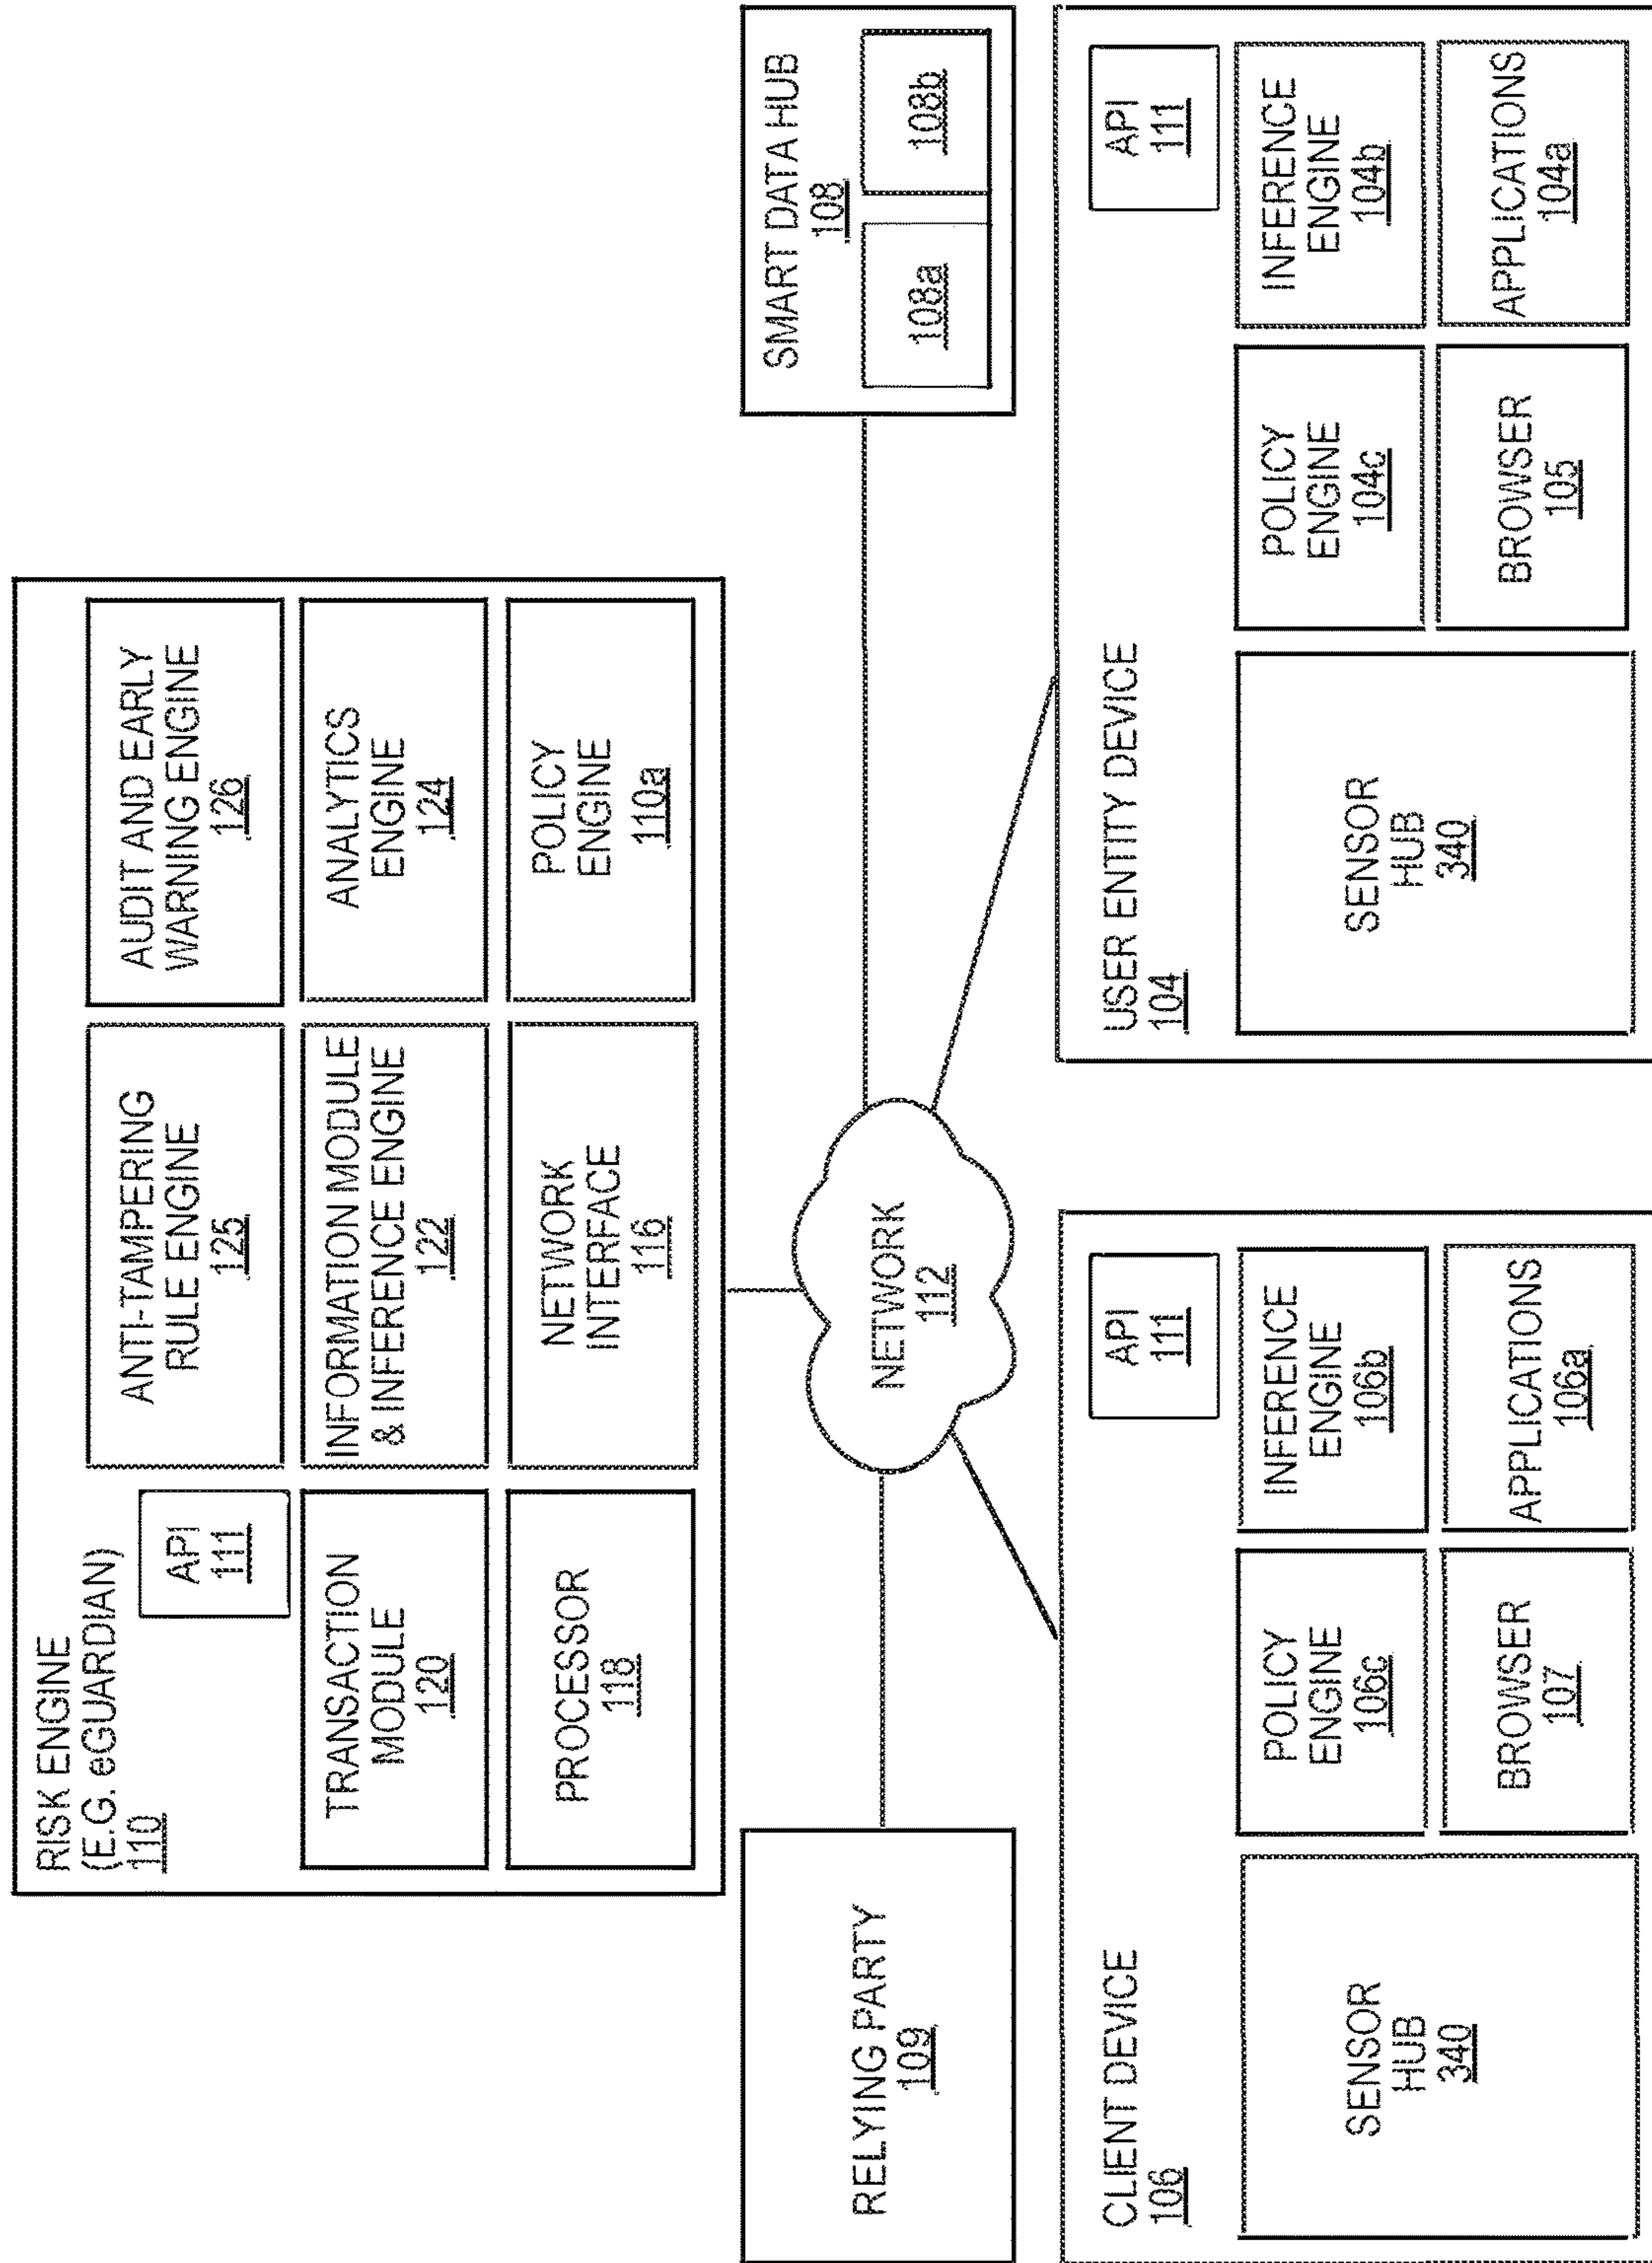 RISK ENGINE
(E.G. eGUARDIAN)
110
API
111
ANTI-TAMPERING
RULE ENGINE
125
AUDIT AND EARLY
WARNING ENGINE
126
TRANSACTION
MODULE
120
INFORMATION MODULE
& INFERENCE ENGINE
122
ANALYTICS
ENGINE
124
PROCESSOR
118
NETWORK
INTERFACE
116
POLICY
ENGINE
110a
RELYING PARTY
109
NETWORK
112
SMART DATA HUB
108
108a
108b
CLIENT DEVICE
106
API
111
SENSOR
HUB
340
POLICY
ENGINE
106c
INFERENCE
ENGINE
106b
BROWSER
107
APPLICATIONS
106a
USER ENTITY DEVICE
104
API
111
SENSOR
HUB
340
POLICY
ENGINE
104c
INFERENCE
ENGINE
104b
BROWSER
105
APPLICATIONS
104a